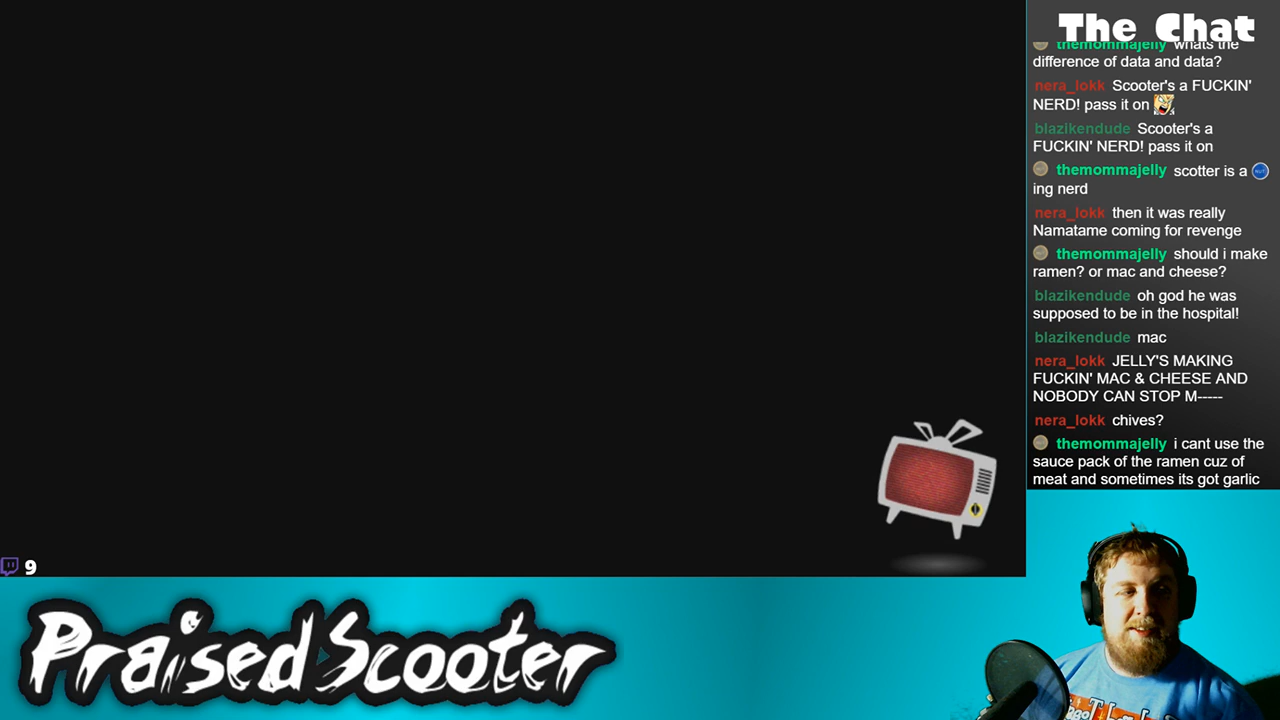 The Chat
themommajelly whats the
difference of data and data?
nera_lokk Scooter's a FUCKIN'
NERD! pass it on
blazikendude Scooter's a
FUCKIN' NERD! pass it on
themommajelly scotter is a
ing nerd
nera_lokk then it was really
Namatame coming for revenge
themommajelly should i make
ramen? or mac and cheese?
blazikendude oh god he was
supposed to be in the hospital!
blazikendude mac
nera_lokk JELLY'S MAKING
FUCKIN' MAC & CHEESE AND
NOBODY CAN STOP M-----
nera_lokk chives?
themommajelly i cant use the
sauce pack of the ramen cuz of
meat and sometimes its got garlic
9
PraisedScooter